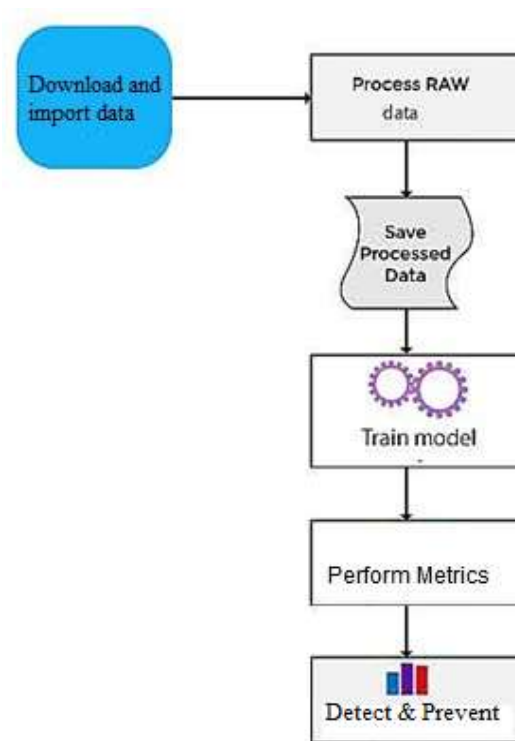 Download and
import data
Process RAW
data
Save
Processed
Data
Train model
Perform Metrics
Detect & Prevent